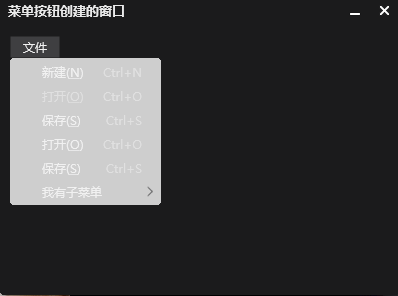 菜单按钮创建的窗口
文件
新建(N) Ctrl+N
打开(O) Ctrl+O
保存(S) Ctrl+S
打开(O) Ctrl+O
保存(S) Ctrl+S
我有子菜单